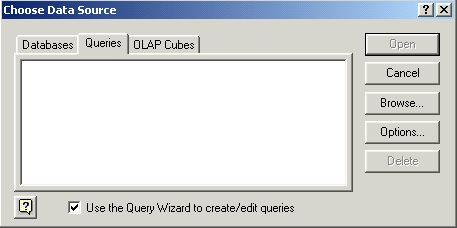 Choose Data Source
Databases Queries OLAP Cubes
Open
Cancel
Browse...
Options...
Delete
Use the Query Wizard to create/edit queries